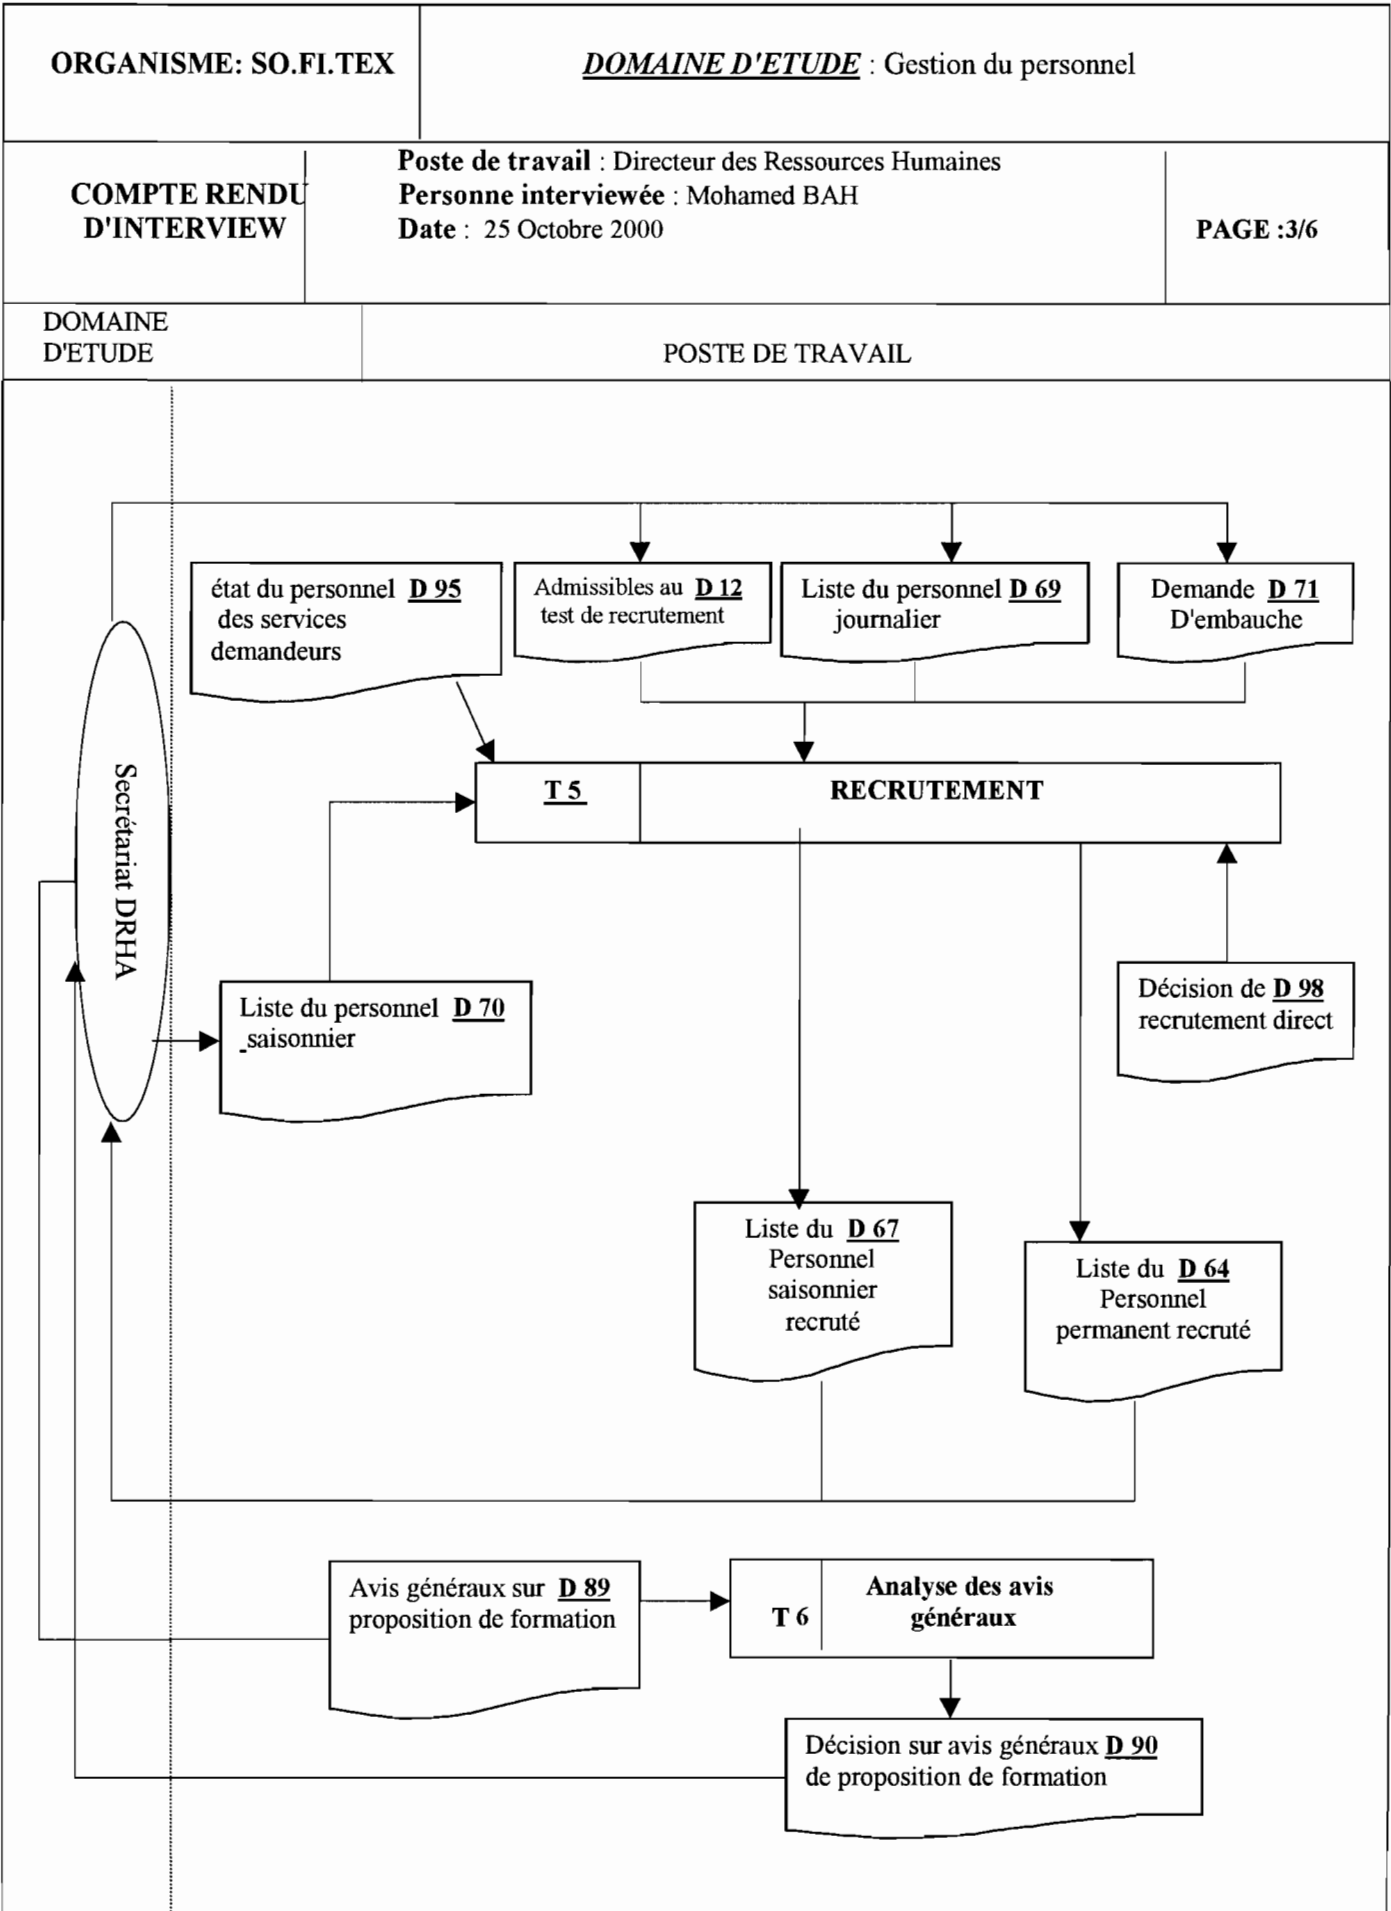 ORGANISME: SO.FI.TEX
DOMAINE D'ETUDE : Gestion du personnel
COMPTE RENDU
D'INTERVIEW
Poste de travail : Directeur des Ressources Humaines
Personne interviewée : Mohamed BAH
Date : 25 Octobre 2000
PAGE :3/6
DOMAINE
D'ETUDE
POSTE DE TRAVAIL
état du personnel D 95
des services
demandeurs
Admissibles au D 12
test de recrutement
Liste du personnel D 69
journalier
Demande D 71
D'embauche
Secrétariat DRHA
T 5
RECRUTEMENT
Liste du personnel D 70
saisonnier
Décision de D 98
recrutement direct
Liste du D 67
Personnel
saisonnier
recruté
Liste du D 64
Personnel
permanent recruté
Avis généraux sur D 89
proposition de formation
T 6
Analyse des avis
généraux
Décision sur avis généraux D 90
de proposition de formation